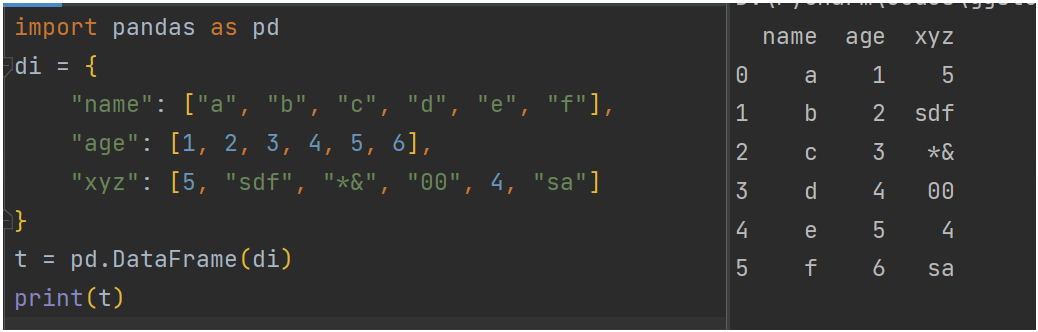 import pandas as pd
di = {
    "name": ["a", "b", "c", "d", "e", "f"],
    "age": [1, 2, 3, 4, 5, 6],
    "xyz": [5, "sdf", "*&", "00", 4, "sa"]
}
t = pd.DataFrame(di)
print(t)
  name  age  xyz
0    a    1    5
1    b    2  sdf
2    c    3   *&
3    d    4   00
4    e    5    4
5    f    6   sa